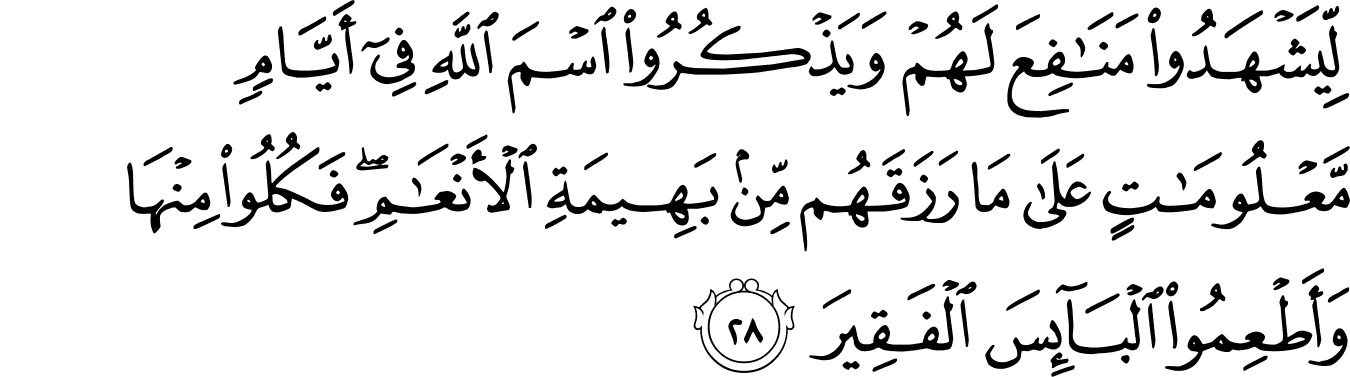 لِّيَشۡهَدُواْ مَنَٰفِعَ لَهُمۡ وَيَذۡكُرُواْ ٱسۡمَ ٱللَّهِ فِيٓ أَيَّامٖ
مَّعۡلُومَٰتٍ عَلَىٰ مَا رَزَقَهُم مِّنۢ بَهِيمَةِ ٱلۡأَنۡعَٰمِۖ فَكُلُواْ مِنۡهَا
وَأَطۡعِمُواْ ٱلۡبَآئِسَ ٱلۡفَقِيرَ ٢٨